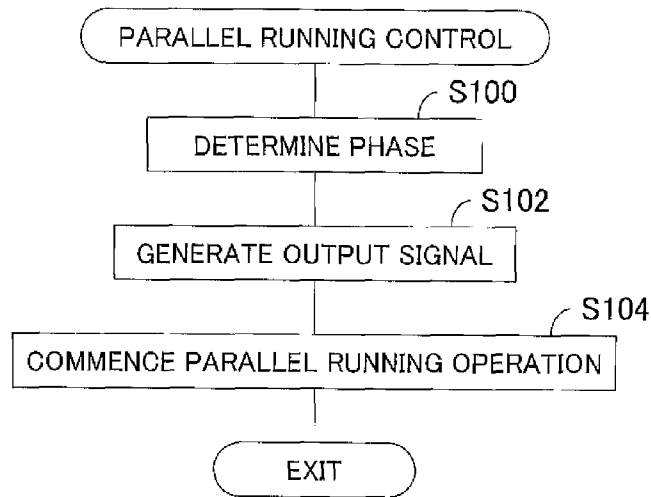 PARALLEL RUNNING CONTROL
S100
DETERMINE PHASE
S102
GENERATE OUTPUT SIGNAL
S104
COMMENCE PARALLEL RUNNING OPERATION
EXIT